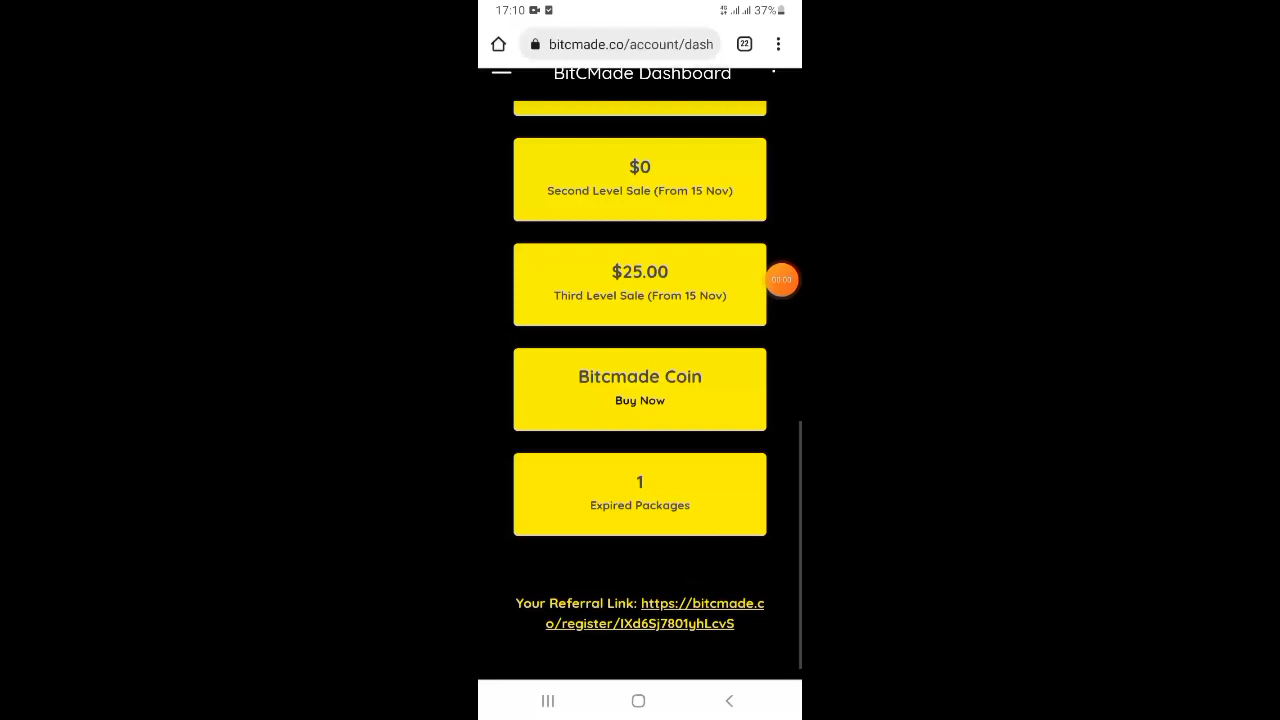 17:10 37%
bitcmade.co/account/dash 22
BitCMade Dashboard
$0
Second Level Sale (From 15 Nov)
$25.00
Third Level Sale (From 15 Nov)
00:00
Bitcmade Coin
Buy Now
1
Expired Packages
Your Referral Link: https://bitcmade.c
o/register/IXd6Sj7801yhLcvS